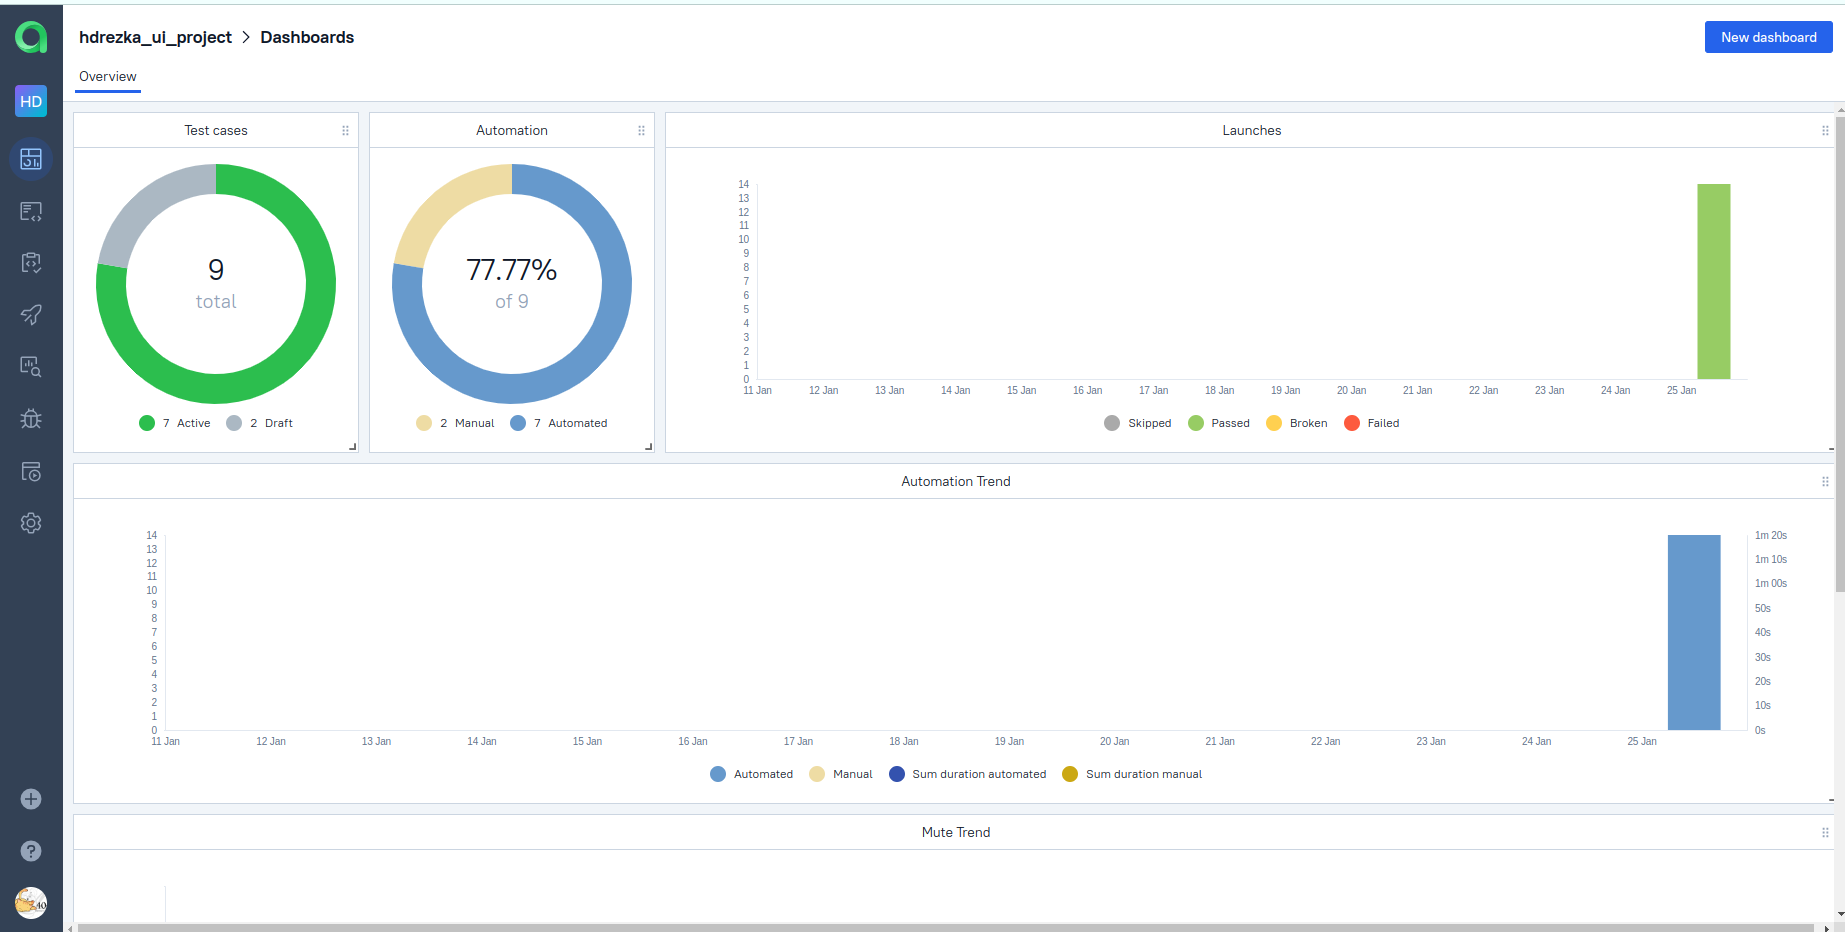 hdrezka_ui_project > Dashboards
New dashboard
Overview
HD
Test cases
9
total
7 Active
2 Draft
Automation
77.77%
of 9
2 Manual
7 Automated
Launches
14
13
12
11
10
9
8
7
6
5
4
3
2
1
0
11 Jan 12 Jan 13 Jan 14 Jan 15 Jan 16 Jan 17 Jan 18 Jan 19 Jan 20 Jan 21 Jan 22 Jan 23 Jan 24 Jan 25 Jan
Skipped Passed Broken Failed
Automation Trend
14
13
12
11
10
9
8
7
6
5
4
3
2
1
0
1m 20s
1m 10s
1m 00s
50s
40s
30s
20s
10s
0s
11 Jan 12 Jan 13 Jan 14 Jan 15 Jan 16 Jan 17 Jan 18 Jan 19 Jan 20 Jan 21 Jan 22 Jan 23 Jan 24 Jan 25 Jan
Automated Manual Sum duration automated Sum duration manual
Mute Trend